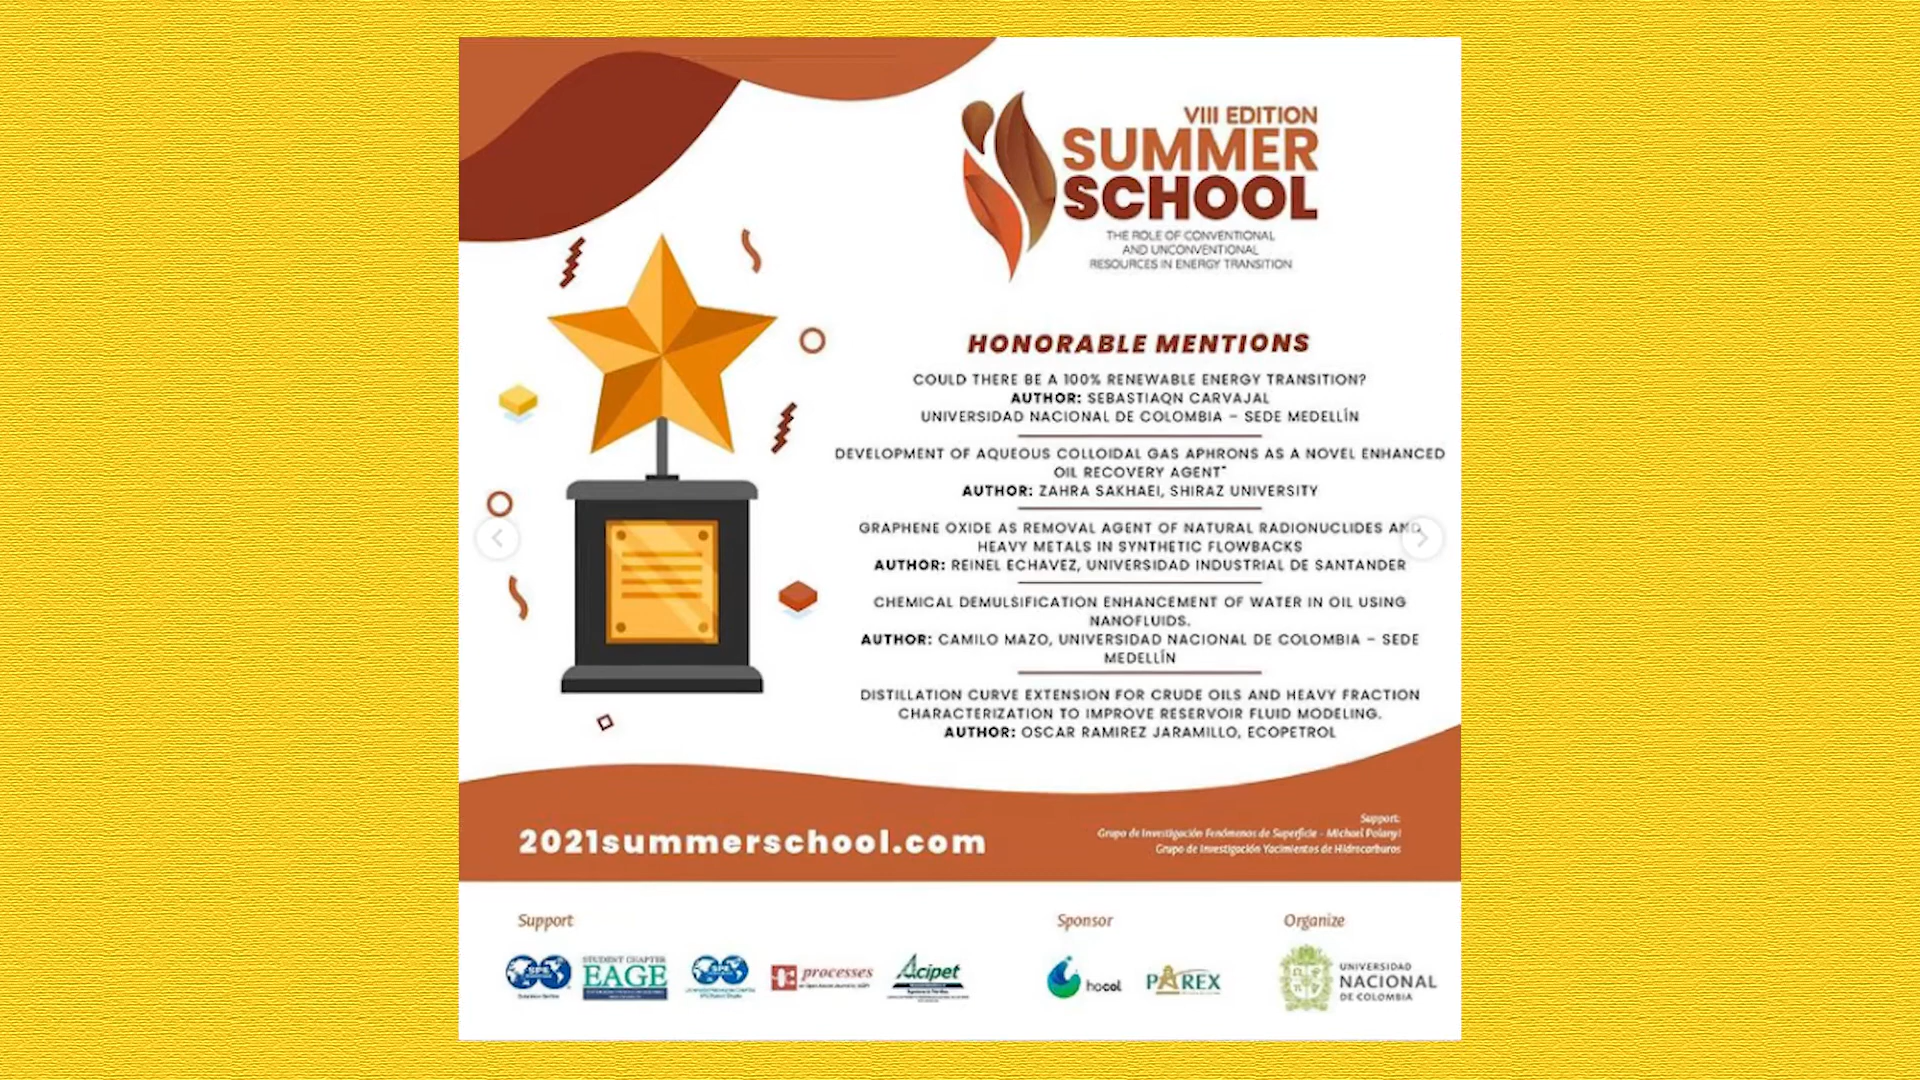 VIII EDITION
SUMMER
SCHOOL
THE ROLE OF CONVENTIONAL
AND UNCONVENTIONAL
RESOURCES IN ENERGY TRANSITION
HONORABLE MENTIONS
COULD THERE BE A 100% RENEWABLE ENERGY TRANSITION?
AUTHOR: SEBASTIAQN CARVAJAL
UNIVERSIDAD NACIONAL DE COLOMBIA – SEDE MEDELLÍN
DEVELOPMENT OF AQUEOUS COLLOIDAL GAS APHRONS AS A NOVEL ENHANCED
OIL RECOVERY AGENT"
AUTHOR: ZAHRA SAKHAEI, SHIRAZ UNIVERSITY
GRAPHENE OXIDE AS REMOVAL AGENT OF NATURAL RADIONUCLIDES AND
HEAVY METALS IN SYNTHETIC FLOWBACKS
AUTHOR: REINEL ECHAVEZ, UNIVERSIDAD INDUSTRIAL DE SANTANDER
CHEMICAL DEMULSIFICATION ENHANCEMENT OF WATER IN OIL USING
NANOFLUIDS.
AUTHOR: CAMILO MAZO, UNIVERSIDAD NACIONAL DE COLOMBIA – SEDE
MEDELLÍN
DISTILLATION CURVE EXTENSION FOR CRUDE OILS AND HEAVY FRACTION
CHARACTERIZATION TO IMPROVE RESERVOIR FLUID MODELING.
AUTHOR: OSCAR RAMIREZ JARAMILLO, ECOPETROL
2021summerschool.com
Support:
Grupo de Investigación Fenómenos de Superficie - Michael Polanyi
Grupo de Investigación Yacimientos de Hidrocarburos
Support
Sponsor
Organize
SPE
STUDENT CHAPTER
EAGE
SPE
processes
Acipet
hocol
PAREX
UNIVERSIDAD
NACIONAL
DE COLOMBIA